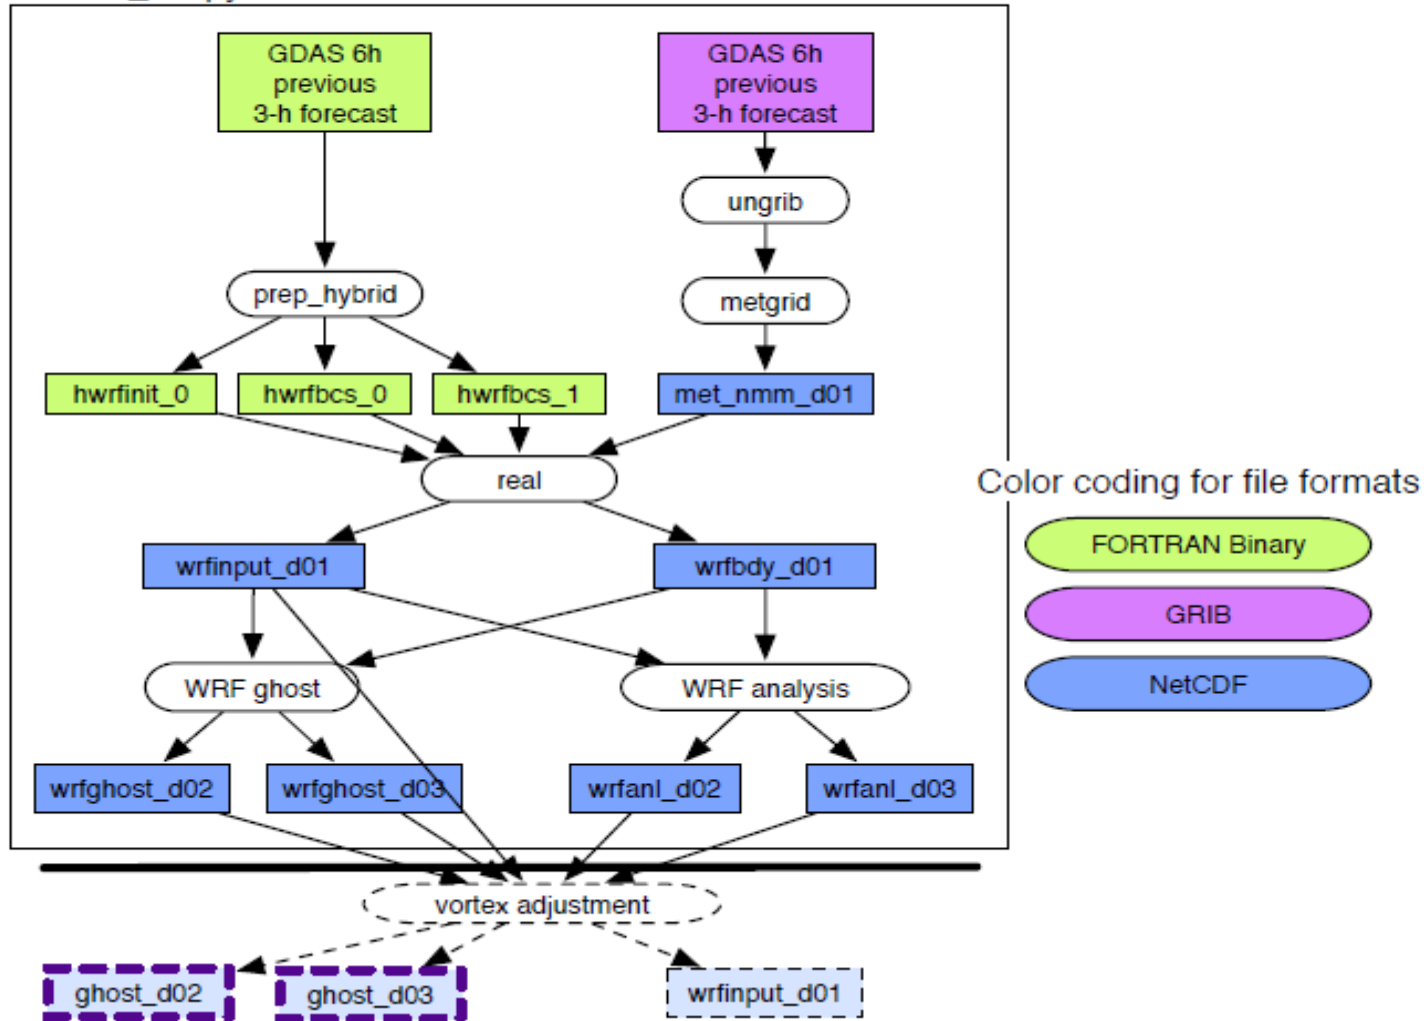 GDAS 6h
previous
3-h forecast
GDAS 6h
previous
3-h forecast
ungrib
prep_hybrid
metgrid
hwrfinit_0
hwrfbcs_0
hwrfbcs_1
met_nmm_d01
real
Color coding for file formats
FORTRAN Binary
GRIB
NetCDF
wrfinput_d01
wrfbdy_d01
WRF ghost
WRF analysis
wrfghost_d02
wrfghost_d03
wrfanl_d02
wrfanl_d03
vortex adjustment
ghost_d02
ghost_d03
wrfinput_d01